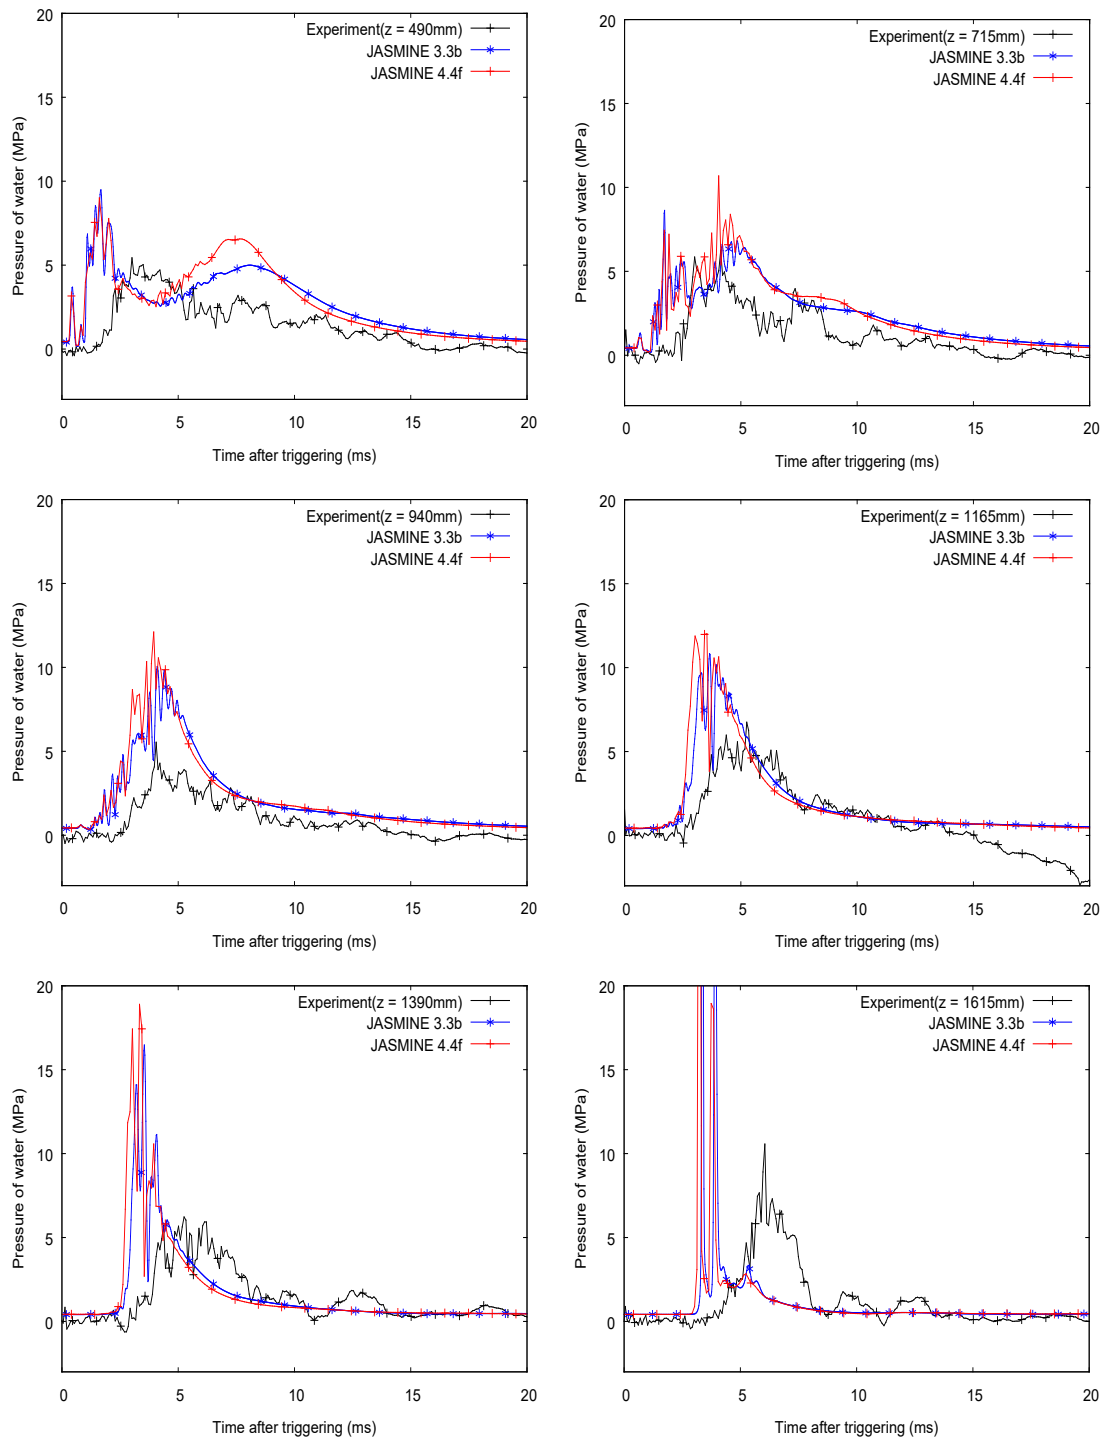 20
15
10
5
0
Pressure of water (MPa)
Experiment(z = 490mm)
JASMINE 3.3b
JASMINE 4.4f
0 5 10 15 20
Time after triggering (ms)
20
15
10
5
0
Pressure of water (MPa)
Experiment(z = 715mm)
JASMINE 3.3b
JASMINE 4.4f
0 5 10 15 20
Time after triggering (ms)
20
15
10
5
0
Pressure of water (MPa)
Experiment(z = 940mm)
JASMINE 3.3b
JASMINE 4.4f
0 5 10 15 20
Time after triggering (ms)
20
15
10
5
0
Pressure of water (MPa)
Experiment(z = 1165mm)
JASMINE 3.3b
JASMINE 4.4f
0 5 10 15 20
Time after triggering (ms)
20
15
10
5
0
Pressure of water (MPa)
Experiment(z = 1390mm)
JASMINE 3.3b
JASMINE 4.4f
0 5 10 15 20
Time after triggering (ms)
20
15
10
5
0
Pressure of water (MPa)
Experiment(z = 1615mm)
JASMINE 3.3b
JASMINE 4.4f
0 5 10 15 20
Time after triggering (ms)